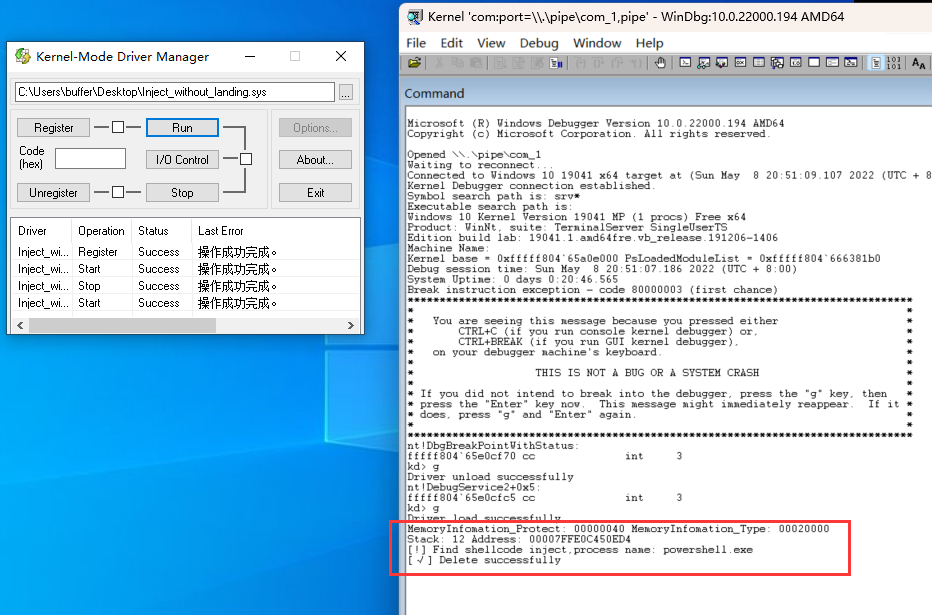 Kernel-Mode Driver Manager
C:\Users\buffer\Desktop\Inject_without_landing.sys
...
Register
Run
Options...
Code
(hex)
I/O Control
About...
Unregister
Stop
Exit
Driver Operation Status Last Error
Inject_wi... Register Success 操作成功完成。
Inject_wi... Start Success 操作成功完成。
Inject_wi... Stop Success 操作成功完成。
Inject_wi... Start Success 操作成功完成。
Kernel 'com:port=\\.\pipe\com_1,pipe' - WinDbg:10.0.22000.194 AMD64
File Edit View Debug Window Help
Command
Microsoft (R) Windows Debugger Version 10.0.22000.194 AMD64
Copyright (c) Microsoft Corporation. All rights reserved.
Opened \\.\pipe\com_1
Waiting to reconnect...
Connected to Windows 10 19041 x64 target at (Sun May  8 20:51:09.107 2022 (UTC + 8
Kernel Debugger connection established.
Symbol search path is: srv*
Executable search path is:
Windows 10 Kernel Version 19041 MP (1 procs) Free x64
Product: WinNt, suite: TerminalServer SingleUserTS
Edition build lab: 19041.1.amd64fre.vb_release.191206-1406
Machine Name:
Kernel base = 0xfffff804`65a0e000 PsLoadedModuleList = 0xfffff804`666381b0
Debug session time: Sun May  8 20:51:07.186 2022 (UTC + 8:00)
System Uptime: 0 days 0:20:46.565
Break instruction exception - code 80000003 (first chance)
*******************************************************************************
* *
* You are seeing this message because you pressed either *
* CTRL+C (if you run console kernel debugger) or, *
* CTRL+BREAK (if you run GUI kernel debugger), *
* on your debugger machine's keyboard. *
* *
* THIS IS NOT A BUG OR A SYSTEM CRASH *
* *
* If you did not intend to break into the debugger, press the "g" key, then *
* press the "Enter" key now.  This message might immediately reappear.  If it *
* does, press "g" and "Enter" again. *
* *
*******************************************************************************
nt!DbgBreakPointWithStatus:
fffff804`65e0cf70 cc int 3
kd> g
Driver unload successfully
nt!DebugService2+0x5:
fffff804`65e0cfc5 cc int 3
kd> g
Driver load successfully
MemoryInfomation_Protect: 00000040 MemoryInfomation_Type: 00020000
Stack: 12 Address: 00007FFE0C450ED4
[!] Find shellcode inject,process name: powershell.exe
[√] Delete successfully